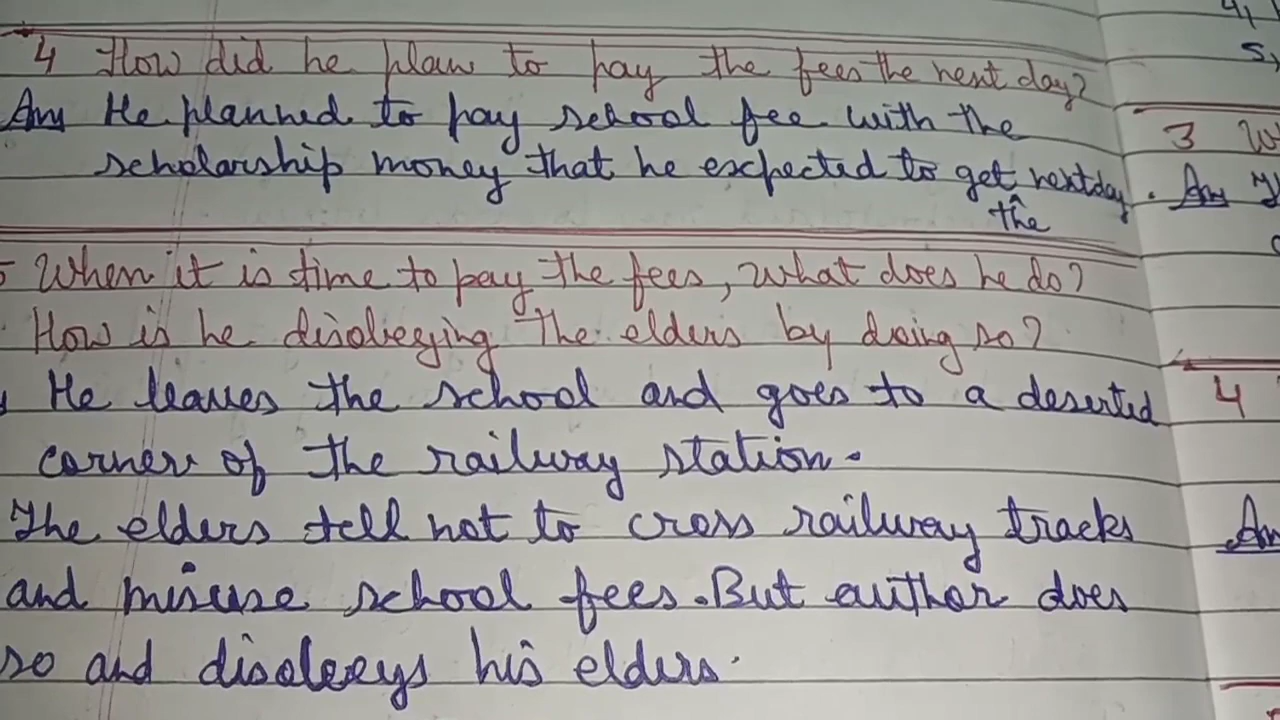 4 How did he plan to pay the fees the next day?
Ans He planned to pay school fee with the
scholarship money that he expected to get nextday.
the
5 When it is time to pay the fees, what does he do?
How is he disobeying the elders by doing so?
He leaves the school and goes to a deserted
corner of the railway station.
The elders tell not to cross railway tracks
and misuse school fees. But author does
so and disobeys his elders.
4,
5,
3 W
Ans
4
An